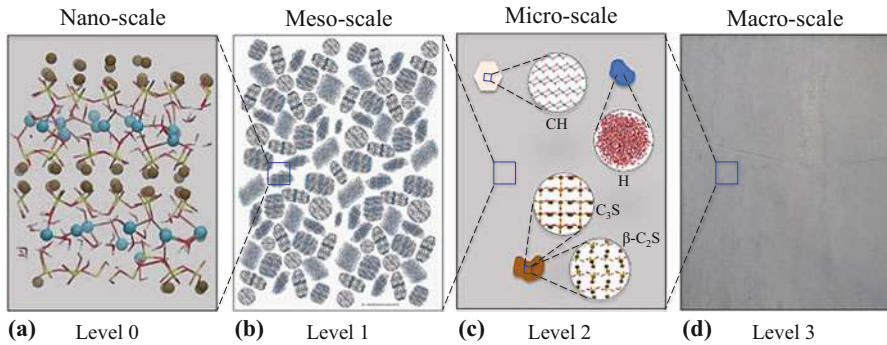 Nano-scale
Meso-scale
Micro-scale
Macro-scale
CH
H
C₃S
β-C₂S
(a) Level 0
(b) Level 1
(c) Level 2
(d) Level 3